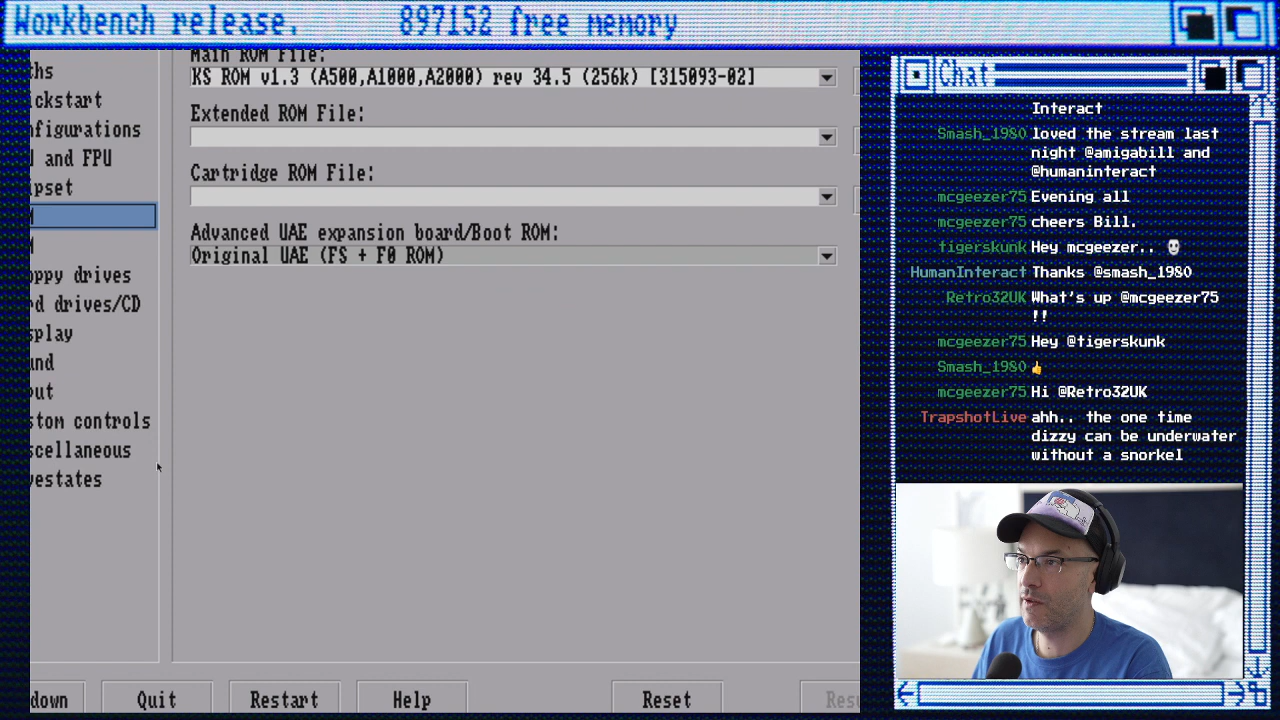 Workbench release.
897152 free memory
Main ROM File:
KS ROM v1.3 (A500,A1000,A2000) rev 34.5 (256k) [315093-02]
Extended ROM File:
Cartridge ROM File:
Advanced UAE expansion board/Boot ROM:
Original UAE (FS + F0 ROM)
ths
ickstart
nfigurations
U and FPU
ipset
M
M
oppy drives
rd drives/CD
splay
und
put
stom controls
scellaneous
vestates
down
Quit
Restart
Help
Reset
Resu
Chat
Interact
Smash_1980 loved the stream last
night @amigabill and
@humaninteract
mcgeezer75 Evening all
mcgeezer75 cheers Bill.
tigerskunk Hey mcgeezer.. 💀
HumanInteract Thanks @smash_1980
Retro32UK What's up @mcgeezer75
!!
mcgeezer75 Hey @tigerskunk
Smash_1980 👍
mcgeezer75 Hi @Retro32UK
TrapshotLive ahh.. the one time
dizzy can be underwater
without a snorkel